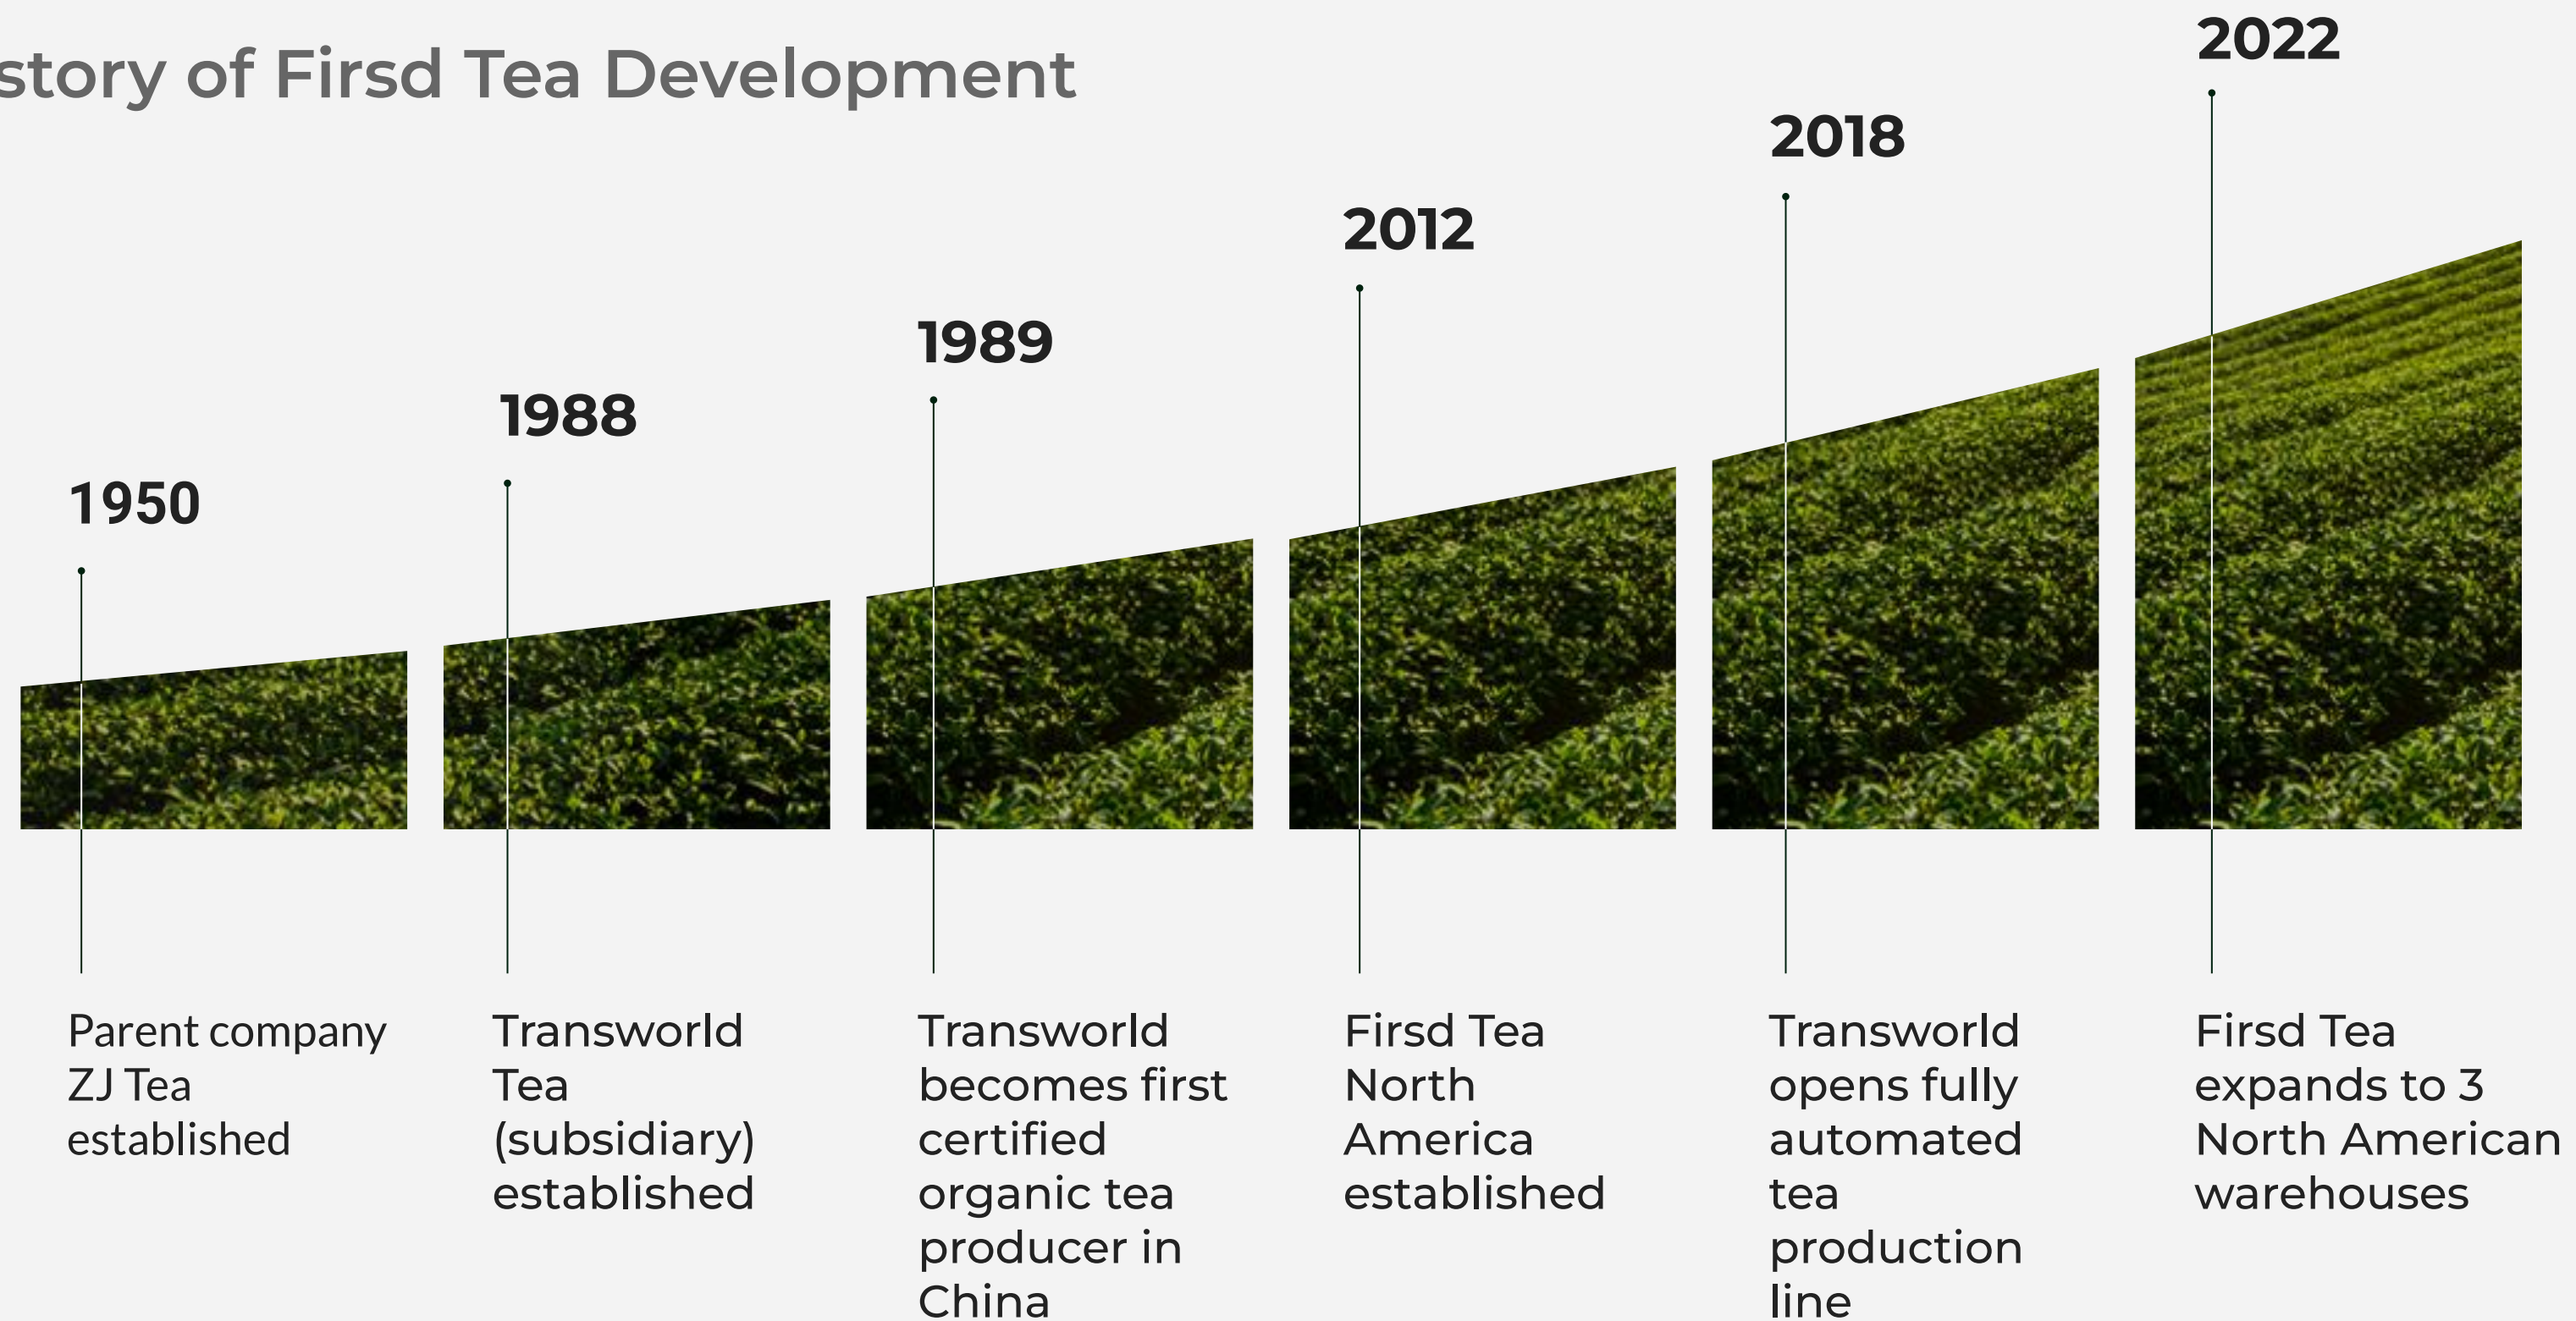 story of Firsd Tea Development
1950
Parent company
ZJ Tea
established
1988
Transworld
Tea
(subsidiary)
established
1989
Transworld
becomes first
certified
organic tea
producer in
China
2012
Firsd Tea
North
America
established
2018
Transworld
opens fully
automated
tea
production
line
2022
Firsd Tea
expands to 3
North American
warehouses